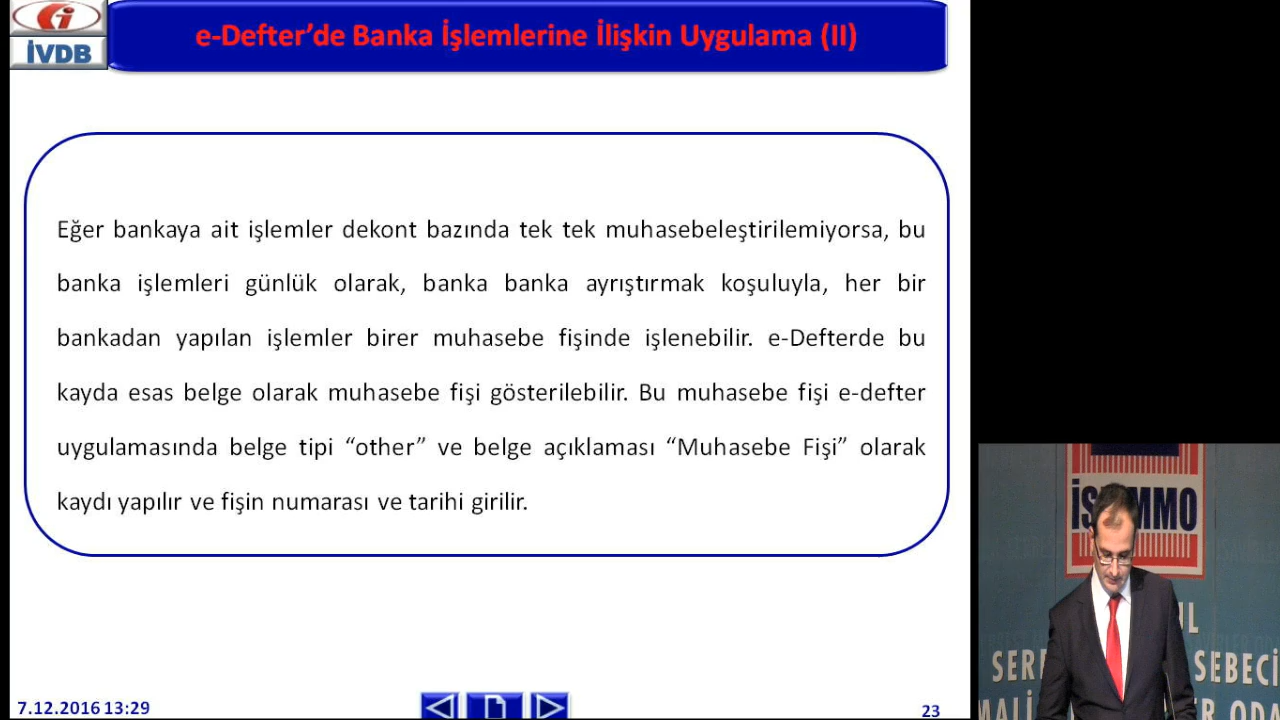 e-Defter’de Banka İşlemlerine İlişkin Uygulama (II)
İVDB
Eğer bankaya ait işlemler dekont bazında tek tek muhasebeleştirilemiyorsa, bu
banka işlemleri günlük olarak, banka banka ayrıştırmak koşuluyla, her bir
bankadan yapılan işlemler birer muhasebe fişinde işlenebilir. e-Defterde bu
kayda esas belge olarak muhasebe fişi gösterilebilir. Bu muhasebe fişi e-defter
uygulamasında belge tipi “other” ve belge açıklaması “Muhasebe Fişi” olarak
kaydı yapılır ve fişin numarası ve tarihi girilir.
7.12.2016 13:29
23